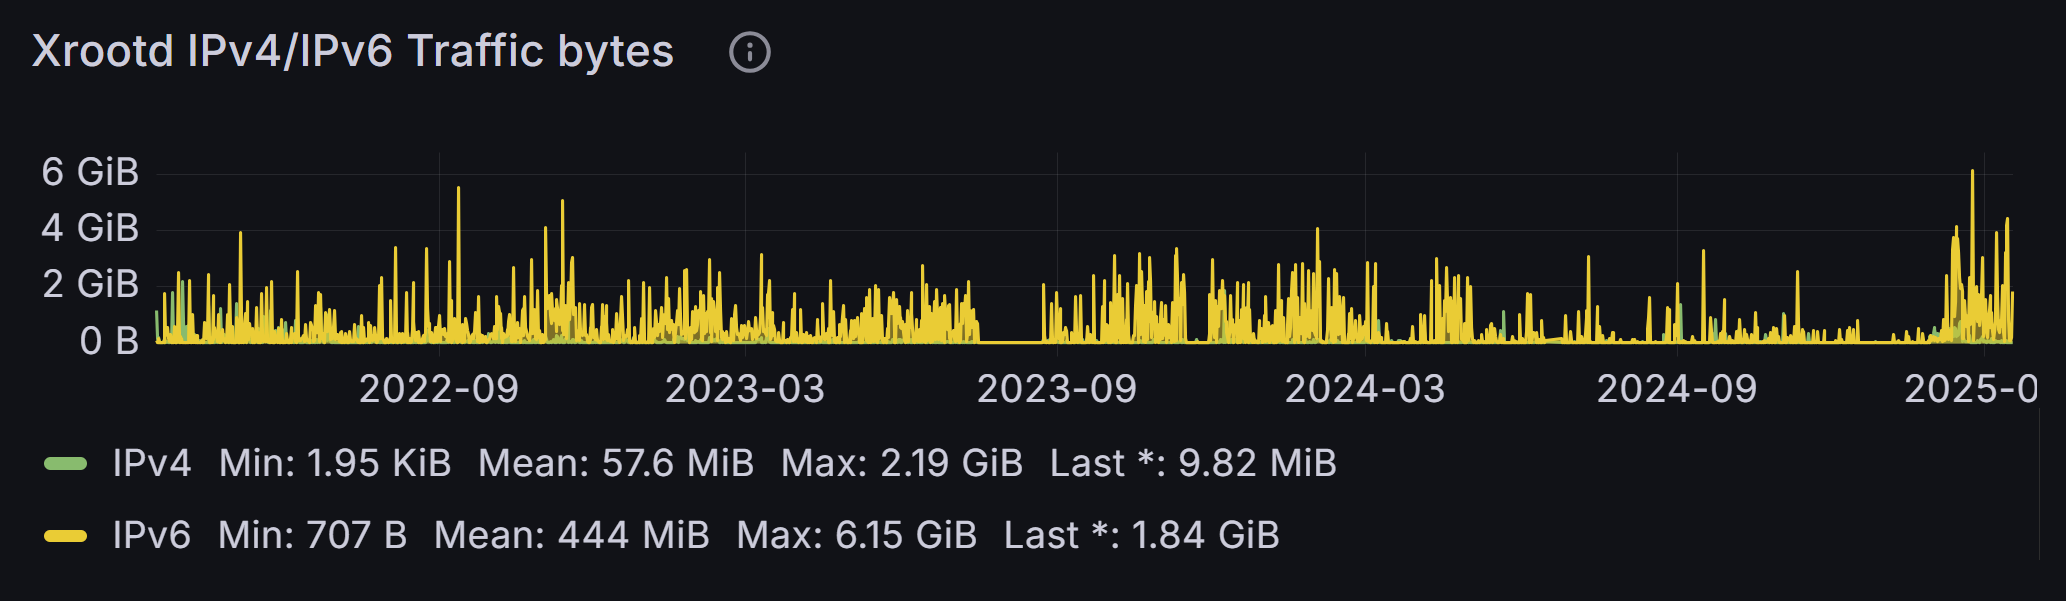 Xrootd IPv4/IPv6 Traffic bytes
6 GiB
4 GiB
2 GiB
0 B
2022-09 2023-03 2023-09 2024-03 2024-09 2025-0
IPv4 Min: 1.95 KiB Mean: 57.6 MiB Max: 2.19 GiB Last *: 9.82 MiB
IPv6 Min: 707 B Mean: 444 MiB Max: 6.15 GiB Last *: 1.84 GiB